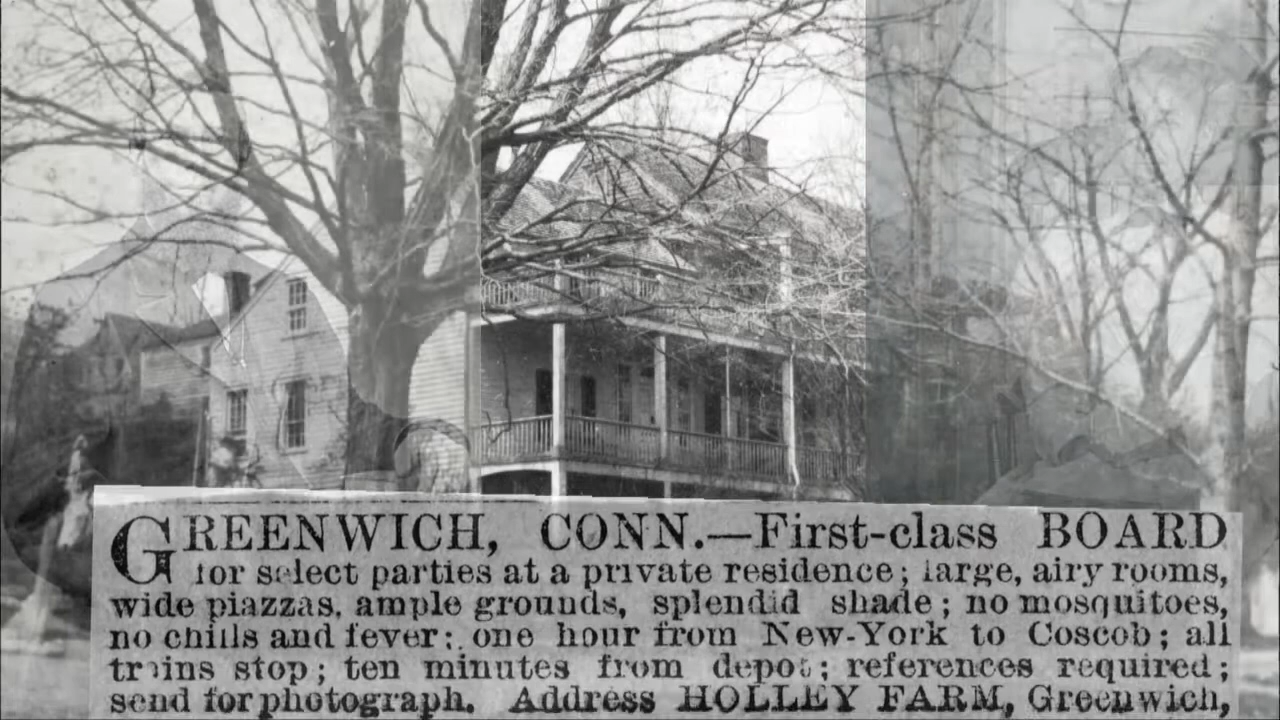 GREENWICH, CONN.—First-class BOARD
for select parties at a private residence; large, airy rooms,
wide piazzas, ample grounds, splendid shade; no mosquitoes,
no chills and fever; one hour from New-York to Coscob; all
trains stop; ten minutes from depot; references required;
send for photograph. Address HOLLEY FARM, Greenwich,